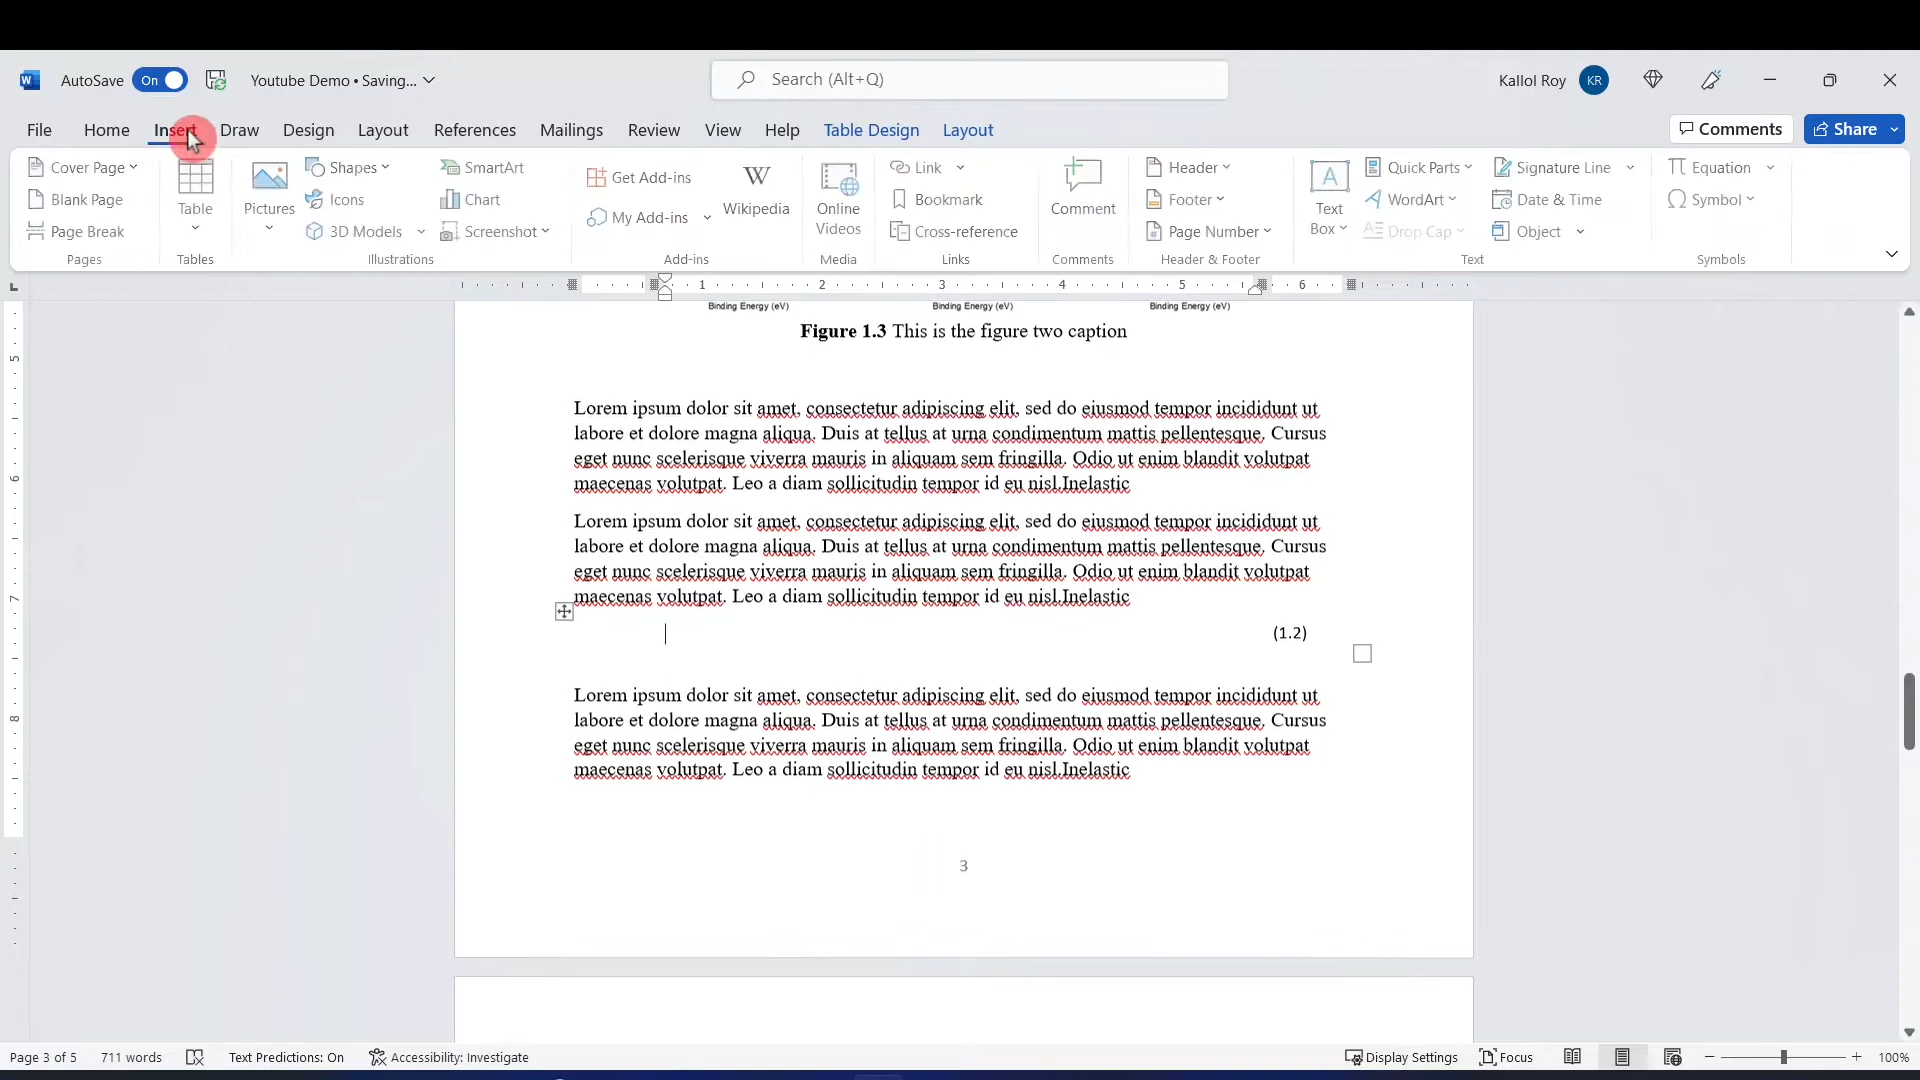 AutoSave On Youtube Demo • Saving... Search (Alt+Q) Kallol Roy KR
File Home Insert Draw Design Layout References Mailings Review View Help Table Design Layout Comments Share
Cover Page
Blank Page
Page Break
Pages
Table
Tables
Pictures
Shapes
Icons
3D Models
SmartArt
Chart
Screenshot
Illustrations
Get Add-ins
My Add-ins
Wikipedia
Add-ins
Online
Videos
Media
Link
Bookmark
Cross-reference
Links
Comment
Comments
Header
Footer
Page Number
Header & Footer
Text
Box
Quick Parts
WordArt
Drop Cap
Signature Line
Date & Time
Object
Text
Equation
Symbol
Symbols
1 2 3 4 5 6
5
6
7
8
Binding Energy (eV) Binding Energy (eV) Binding Energy (eV)
Figure 1.3 This is the figure two caption
Lorem ipsum dolor sit amet, consectetur adipiscing elit, sed do eiusmod tempor incididunt ut
labore et dolore magna aliqua. Duis at tellus at urna condimentum mattis pellentesque. Cursus
eget nunc scelerisque viverra mauris in aliquam sem fringilla. Odio ut enim blandit volutpat
maecenas volutpat. Leo a diam sollicitudin tempor id eu nisl.Inelastic
Lorem ipsum dolor sit amet, consectetur adipiscing elit, sed do eiusmod tempor incididunt ut
labore et dolore magna aliqua. Duis at tellus at urna condimentum mattis pellentesque. Cursus
eget nunc scelerisque viverra mauris in aliquam sem fringilla. Odio ut enim blandit volutpat
maecenas volutpat. Leo a diam sollicitudin tempor id eu nisl.Inelastic
(1.2)
Lorem ipsum dolor sit amet, consectetur adipiscing elit, sed do eiusmod tempor incididunt ut
labore et dolore magna aliqua. Duis at tellus at urna condimentum mattis pellentesque. Cursus
eget nunc scelerisque viverra mauris in aliquam sem fringilla. Odio ut enim blandit volutpat
maecenas volutpat. Leo a diam sollicitudin tempor id eu nisl.Inelastic
3
Page 3 of 5 711 words Text Predictions: On Accessibility: Investigate Display Settings Focus 100%